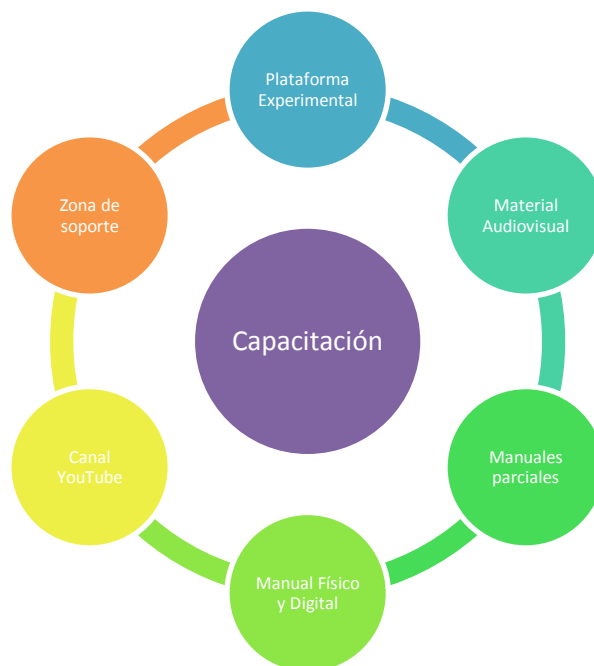 Plataforma
Experimental
Zona de
soporte
Material
Audiovisual
Capacitación
Canal
YouTube
Manuales
parciales
Manual Físico
y Digital